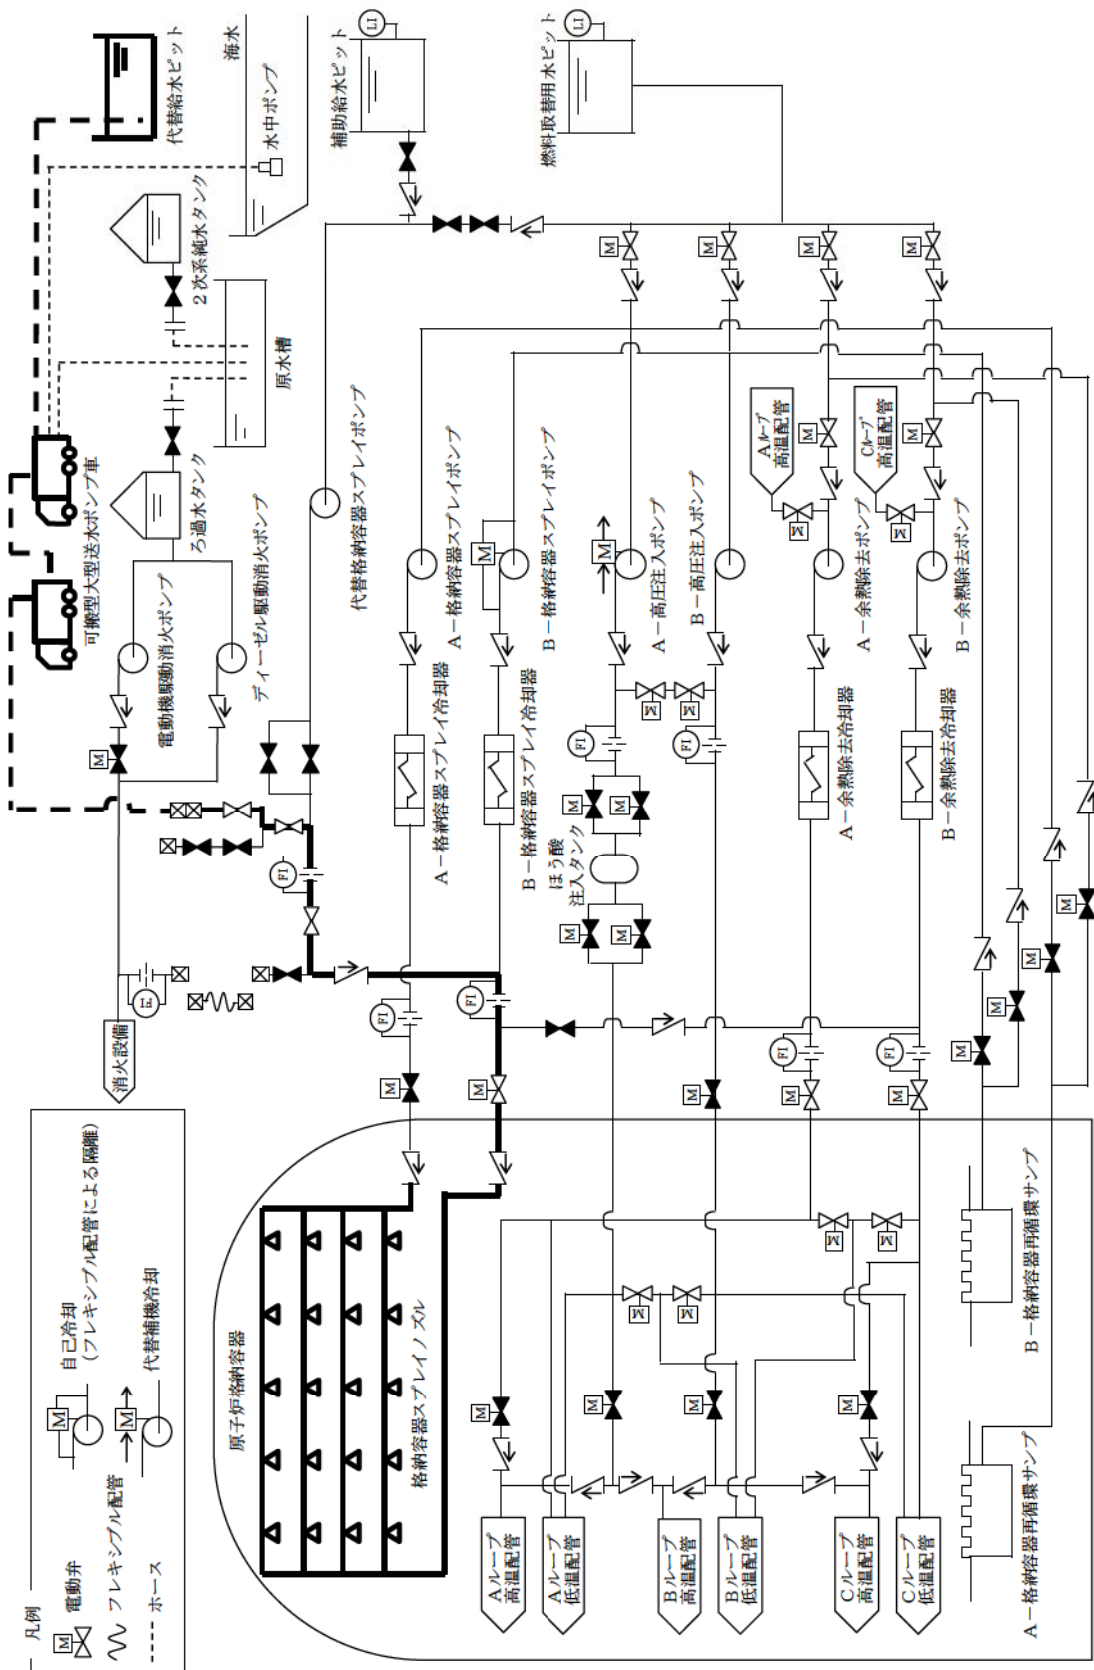 凡例
電動弁
フレキシブル配管
ホース
自己冷却
(フレキシブル配管による隔離)
代替補機冷却
M
M
M
消火設備
FI
可搬型大型送水ポンプ車
代替給水ピット
海水
水中ポンプ
2次系純水タンク
原水槽
ろ過水タンク
電動機駆動消火ポンプ
ディーゼル駆動消火ポンプ
M
FI
補助給水ピット
LI
燃料取替用水ピット
LI
代替格納容器スプレイポンプ
A-格納容器スプレイポンプ
B-格納容器スプレイポンプ
M
A-高圧注入ポンプ
M
B-高圧注入ポンプ
A-余熱除去ポンプ
B-余熱除去ポンプ
Aループ
高温配管
Cループ
高温配管
M
M
M
M
M
M
M
M
A-格納容器スプレイ冷却器
B-格納容器スプレイ冷却器
ほう酸
注入タンク
A-余熱除去冷却器
B-余熱除去冷却器
M
M
FI
FI
M
M
M
M
FI
FI
FI
FI
M
M
M
M
M
M
M
M
M
原子炉格納容器
格納容器スプレイノズル
M
M
M
M
M
M
M
M
Aループ
高温配管
Aループ
低温配管
Bループ
高温配管
Bループ
低温配管
Cループ
高温配管
Cループ
低温配管
A-格納容器再循環サンプ
B-格納容器再循環サンプ